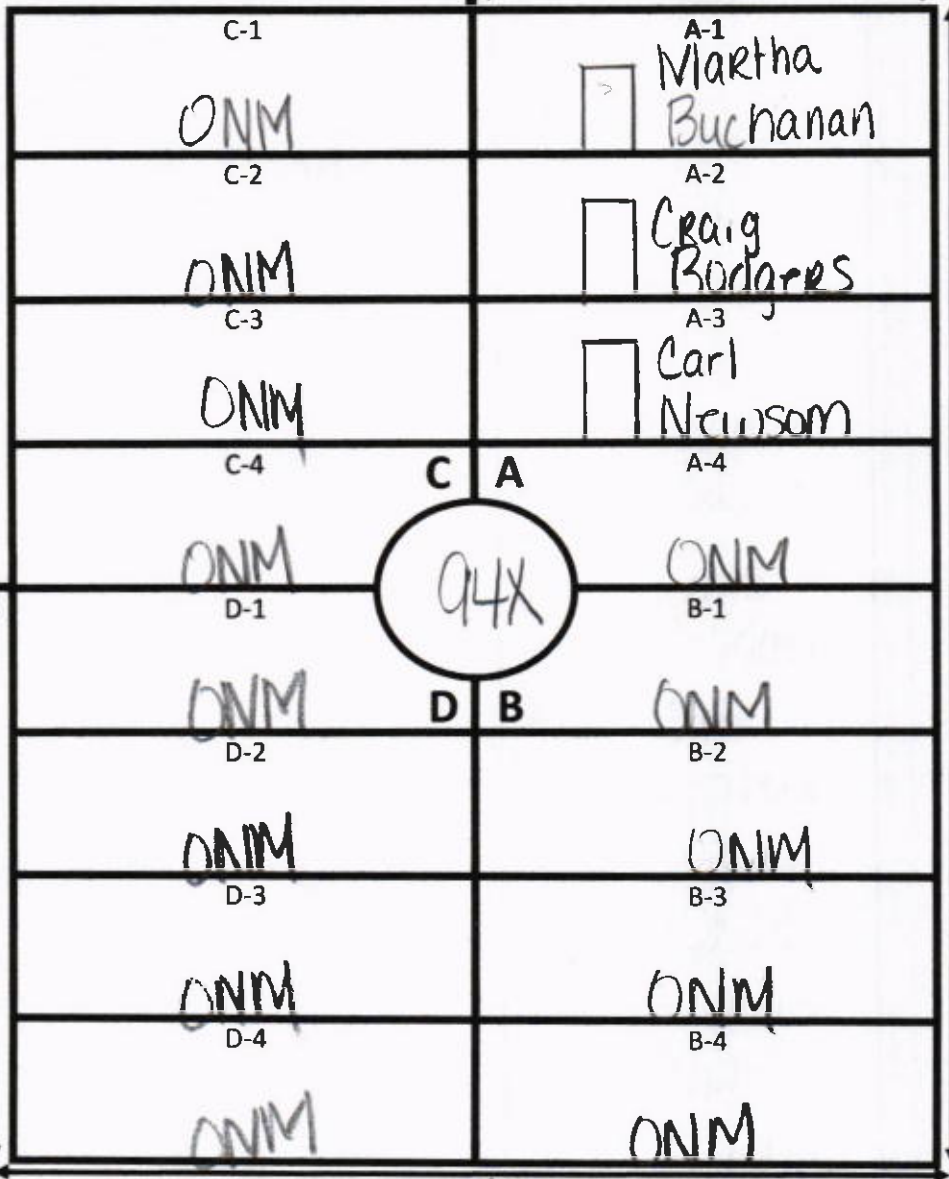 C-1
ONM
A-1
Martha
Buchanan
C-2
ONM
A-2
Craig
Rodgers
C-3
ONM
A-3
Carl
Newsom
C-4
ONM
C A
A-4
ONM
94X
D-1
ONM
D B
B-1
ONM
D-2
ONM
B-2
ONM
D-3
ONM
B-3
ONM
D-4
ONM
B-4
ONM